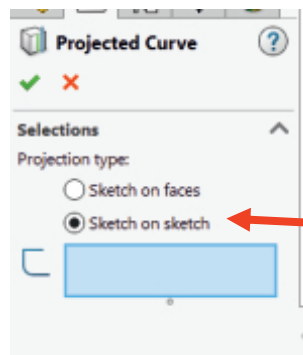 Projected Curve
?
Selections
Projection type:
Sketch on faces
Sketch on sketch